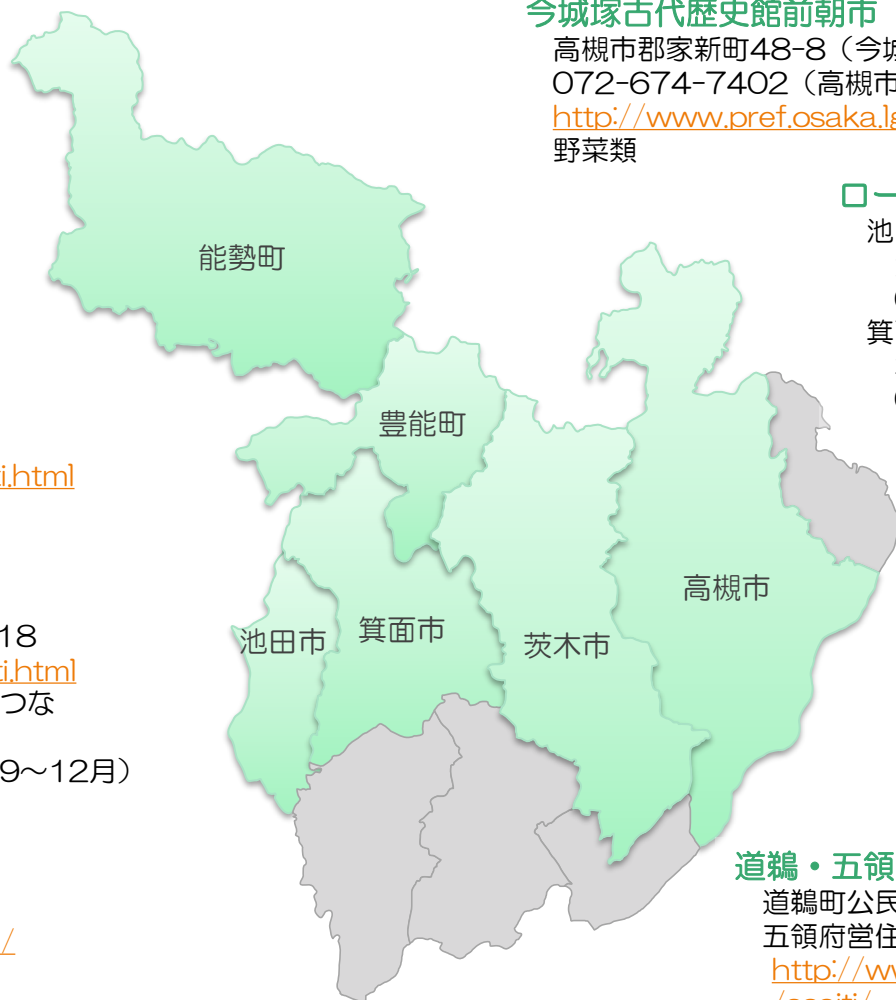 今城塚古代歴史館前朝市
高槻市郡家新町48-8（今城
072-674-7402（高槻市
http://www.pref.osaka.lg
野菜類
ロー
池
箕
能勢町
豊能町
i.html
高槻市
18
池田市
箕面市
茨木市
ti.html
つな
9～12月）
道鵜・五領
道鵜町公民
五領府営住
/
http://ww